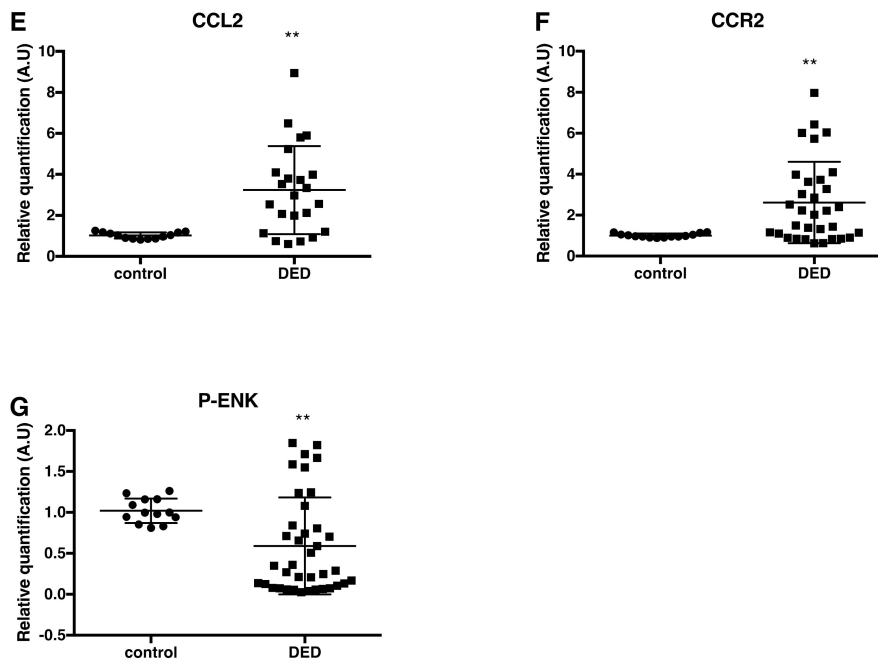 E
CCL2
**
Relative quantification (A.U)
10
8
6
4
2
0
control DED
F
CCR2
**
Relative quantification (A.U)
10
8
6
4
2
0
control DED
G
P-ENK
**
Relative quantification (A.U)
2.0
1.5
1.0
0.5
0.0
-0.5
control DED